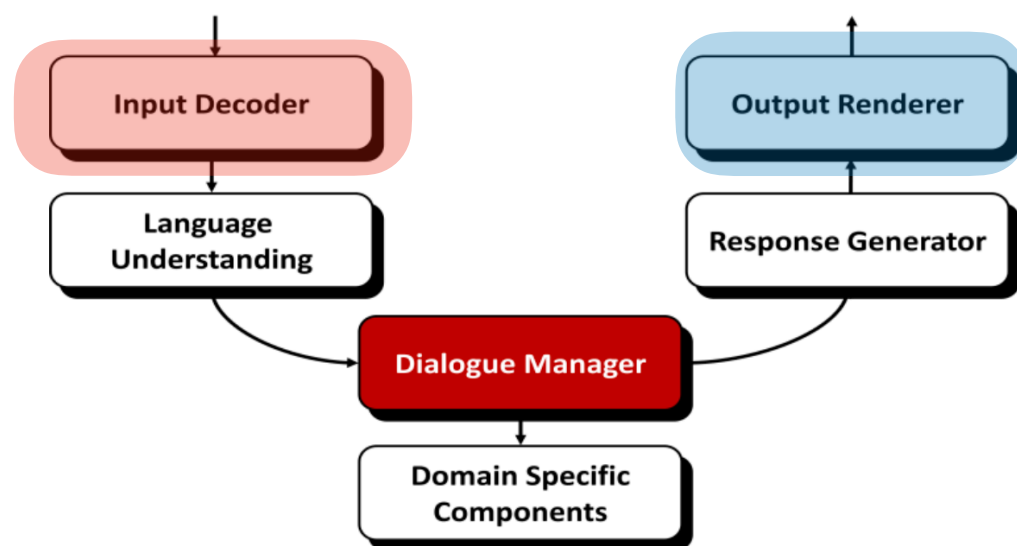 Input Decoder
Output Renderer
Language
Understanding
Response Generator
Dialogue Manager
Domain Specific
Components